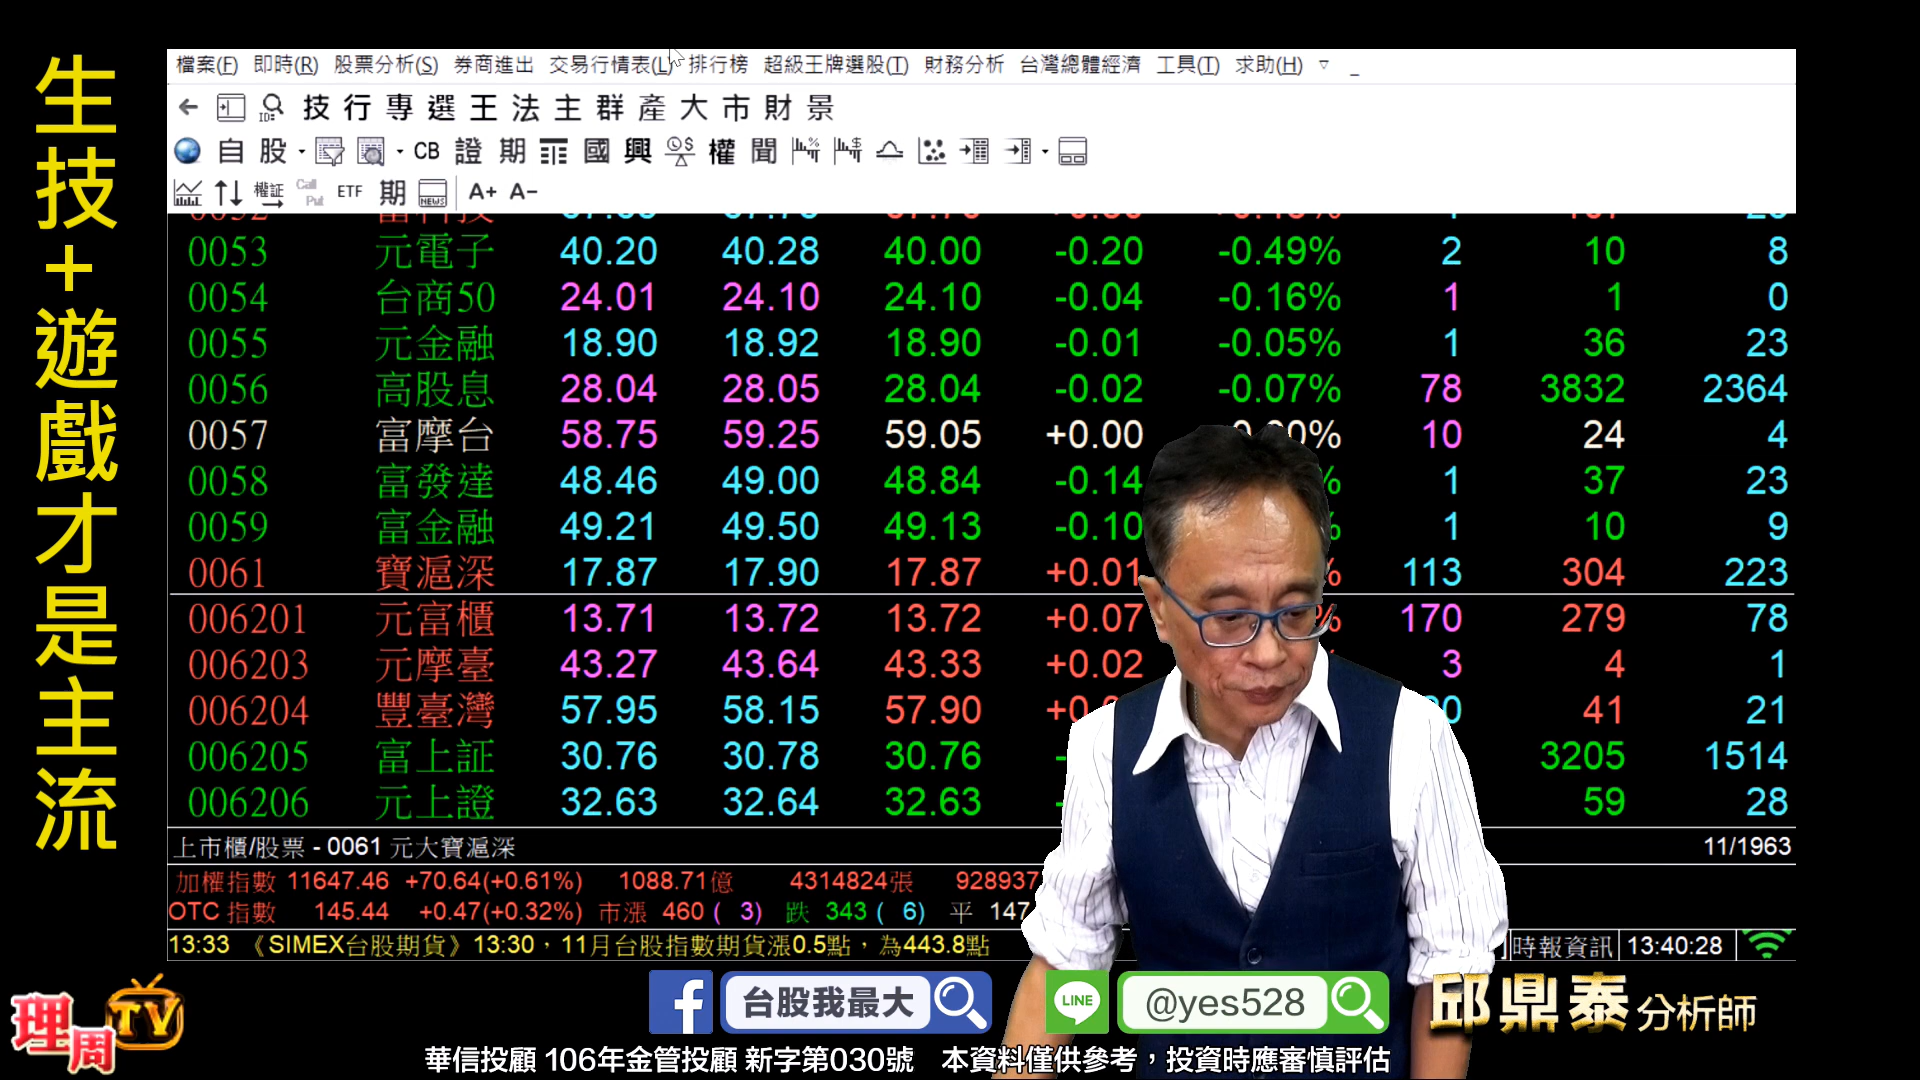 生技+遊戲才是主流
檔案(F) 即時(R) 股票分析(S) 券商進出 交易行情表(L) 排行榜 超級王牌選股(T) 財務分析 台灣總體經濟 工具(T) 求助(H)
技 行 專 選 王 法 主 群 產 大 市 財 景
自 股 CB 證 期 國 興 權 聞
權証 Call Put ETF 期 NEWS A+ A-
0053 元電子 40.20 40.28 40.00 -0.20 -0.49% 2 10 8
0054 台商50 24.01 24.10 24.10 -0.04 -0.16% 1 1 0
0055 元金融 18.90 18.92 18.90 -0.01 -0.05% 1 36 23
0056 高股息 28.04 28.05 28.04 -0.02 -0.07% 78 3832 2364
0057 富摩台 58.75 59.25 59.05 +0.00 % 10 24 4
0058 富發達 48.46 49.00 48.84 -0.14 % 1 37 23
0059 富金融 49.21 49.50 49.13 -0.10 % 1 10 9
0061 寶滬深 17.87 17.90 17.87 +0.01 % 113 304 223
006201 元富櫃 13.71 13.72 13.72 +0.07 % 170 279 78
006203 元摩臺 43.27 43.64 43.33 +0.02 3 4 1
006204 豐臺灣 57.95 58.15 57.90 41 21
006205 富上証 30.76 30.78 30.76 3205 1514
006206 元上證 32.63 32.64 32.63 59 28
上市櫃/股票 - 0061 元大寶滬深 11/1963
加權指數 11647.46 +70.64(+0.61%) 1088.71億 4314824張 928937
OTC 指數 145.44 +0.47(+0.32%) 市漲 460 ( 3) 跌 343 ( 6) 平 147
13:33 《SIMEX台股期貨》13:30，11月台股指數期貨漲0.5點，為443.8點 時報資訊 13:40:28
理周TV
台股我最大
LINE @yes528
邱鼎泰 分析師
華信投顧 106年金管投顧 新字第030號 本資料僅供參考，投資時應審慎評估